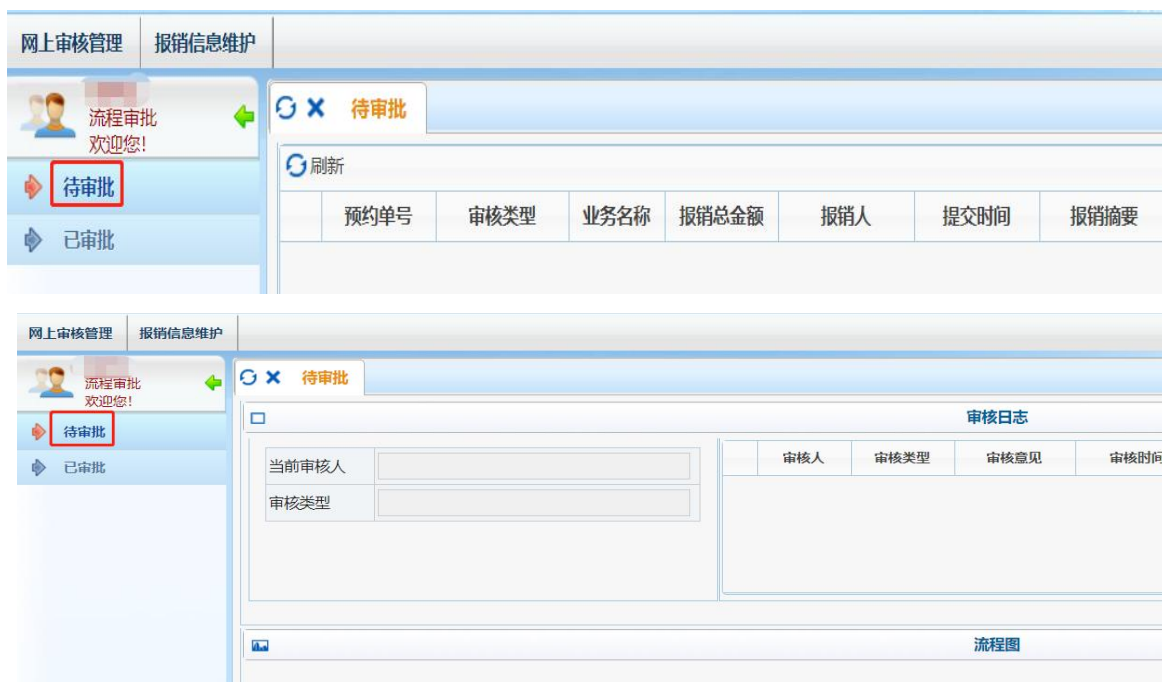 网上审核管理 报销信息维护
流程审批
欢迎您!
待审批
待审批
已审批
刷新
预约单号 审核类型 业务名称 报销总金额 报销人 提交时间 报销摘要
网上审核管理 报销信息维护
流程审批
欢迎您!
待审批
待审批
已审批
审核日志
当前审核人
审核类型
审核人 审核类型 审核意见 审核时间
流程图